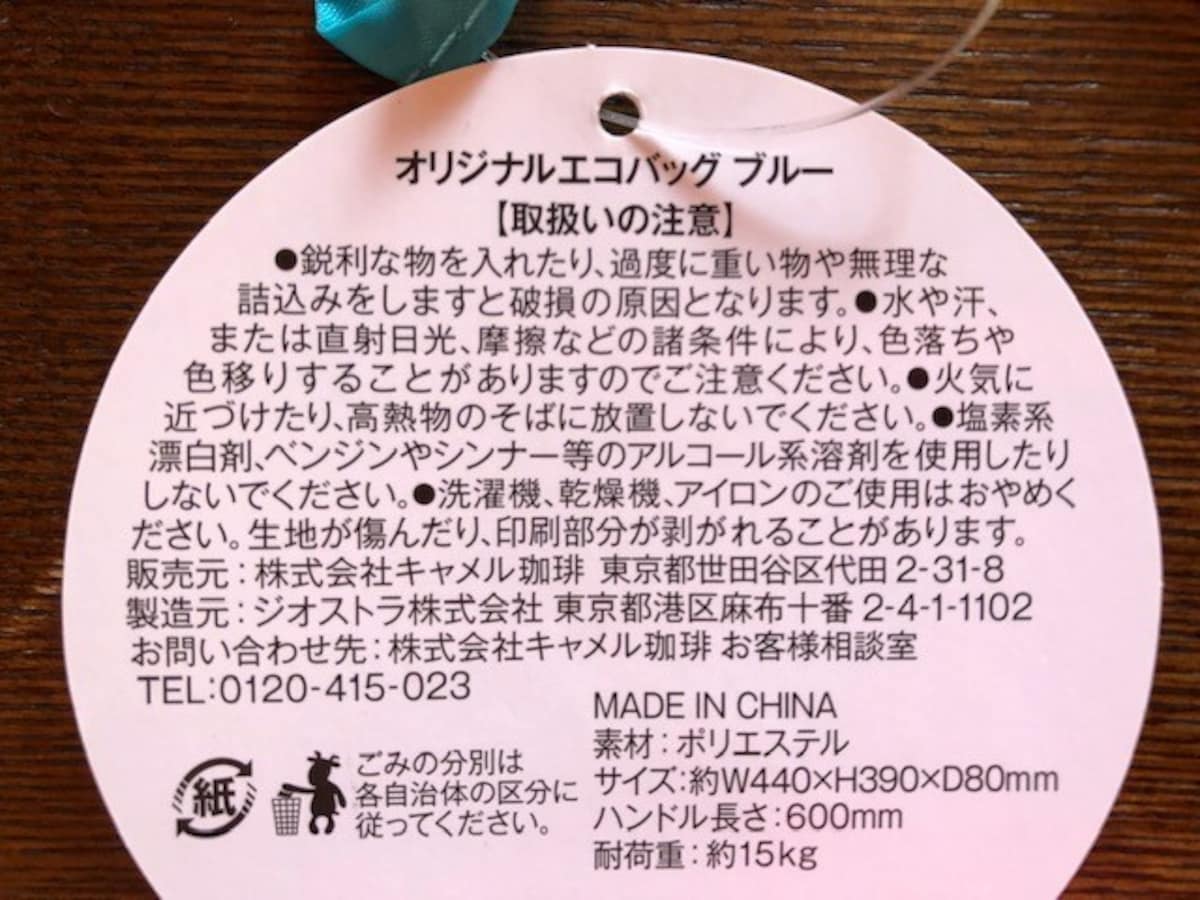 オリジナルエコバッグ ブルー
【取扱いの注意】
●鋭利な物を入れたり、過度に重い物や無理な
詰込みをしますと破損の原因となります。●水や汗、
または直射日光、摩擦などの諸条件により、色落ちや
色移りすることがありますのでご注意ください。●火気に
近づけたり、高熱物のそばに放置しないでください。●塩素系
漂白剤、ベンジンやシンナー等のアルコール系溶剤を使用したり
しないでください。●洗濯機、乾燥機、アイロンのご使用はおやめく
ださい。生地が傷んだり、印刷部分が剥がれることがあります。
販売元：株式会社キャメル珈琲 東京都世田谷区代田2-31-8
製造元：ジオストラ株式会社 東京都港区麻布十番2-4-1-1102
お問い合わせ先：株式会社キャメル珈琲 お客様相談室
TEL:0120-415-023
MADE IN CHINA
素材：ポリエステル
サイズ：約W440×H390×D80mm
ハンドル長さ：600mm
耐荷重：約15kg
紙
ごみの分別は
各自治体の区分に
従ってください。